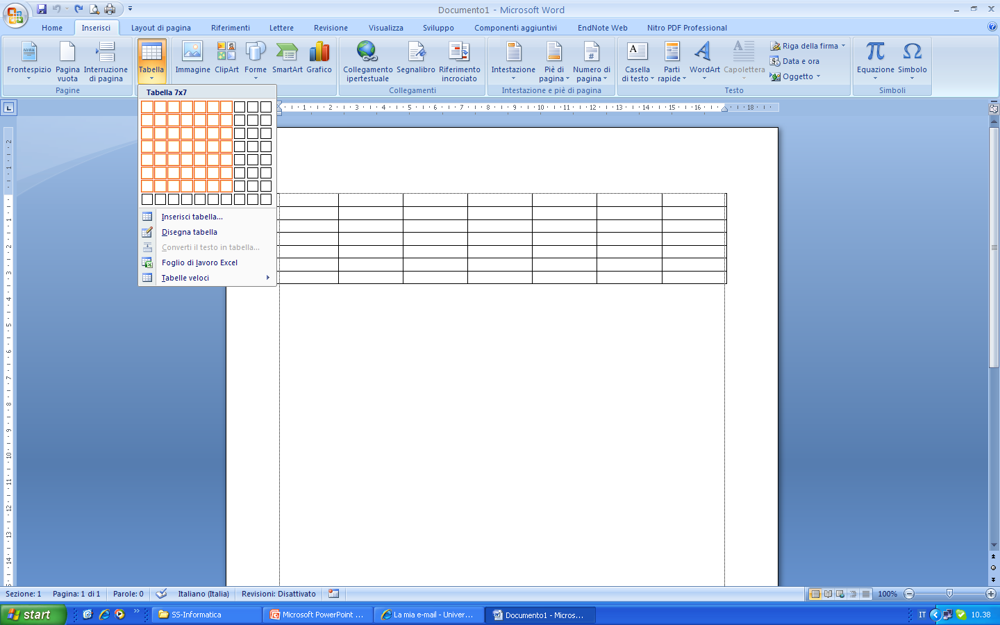 Documento1 - Microsoft Word
Home Inserisci Layout di pagina Riferimenti Lettere Revisione Visualizza Sviluppo Componenti aggiuntivi EndNote Web Nitro PDF Professional
Frontespizio
Pagina vuota
Interruzione di pagina
Pagine
Tabella
Immagine
ClipArt
Forme
SmartArt
Grafico
Collegamento ipertestuale
Segnalibro
Riferimento incrociato
Collegamenti
Intestazione
Piè di pagina
Numero di pagina
Intestazione e piè di pagina
Casella di testo
Parti rapide
WordArt
Capolettera
Riga della firma
Data e ora
Oggetto
Testo
π
Equazione
Ω
Simbolo
Simboli
Tabella 7x7
Inserisci tabella...
Disegna tabella
Converti il testo in tabella...
Foglio di lavoro Excel
Tabelle veloci
1 2 3 4 5 6 7 8 9 10 11 12 13 14 15 16 18
2 1 1 2 3 4 5 6 7 8 9 10 11 12 13 14
Sezione: 1 Pagina: 1 di 1 Parole: 0 Italiano (Italia) Revisioni: Disattivato 100%
start SS-Informatica Microsoft PowerPoint ... La mia e-mail - Univer... Documento1 - Micros... IT 10.38